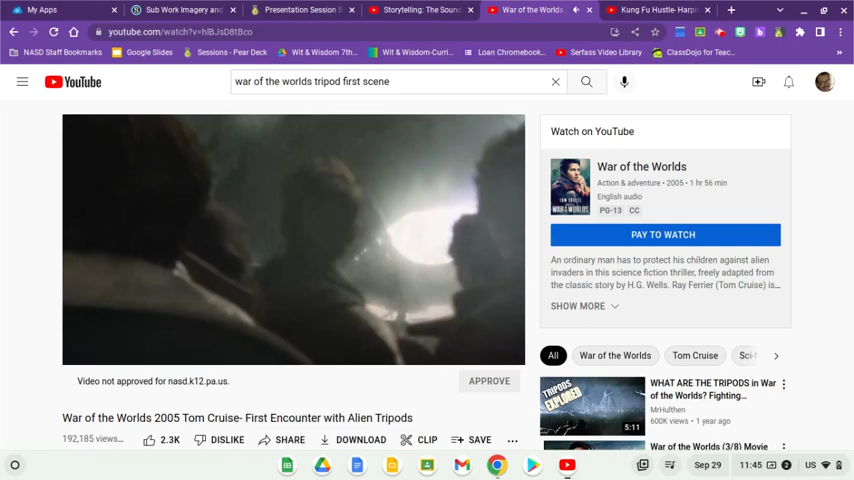 My Apps
Sub Work Imagery and
Presentation Session S
Storytelling: The Sound
War of the Worlds
Kung Fu Hustle- Harpi
youtube.com/watch?v=hlBJsD8tBco
NASD Staff Bookmarks
Google Slides
Sessions - Pear Deck
Wit & Wisdom 7th...
Wit & Wisdom-Curri...
Loan Chromebook...
Serfass Video Library
ClassDojo for Teac...
»
YouTube
war of the worlds tripod first scene
Watch on YouTube
War of the Worlds
Action & adventure • 2005 • 1 hr 56 min
English audio
PG-13 CC
PAY TO WATCH
An ordinary man has to protect his children against alien
invaders in this science fiction thriller, freely adapted from
the classic story by H.G. Wells. Ray Ferrier (Tom Cruise) is...
SHOW MORE
Video not approved for nasd.k12.pa.us.
APPROVE
War of the Worlds 2005 Tom Cruise- First Encounter with Alien Tripods
192,185 views...
2.3K
DISLIKE
SHARE
DOWNLOAD
CLIP
SAVE
...
All
War of the Worlds
Tom Cruise
Sci-f
TRIPODS
EXPLORED
5:11
WHAT ARE THE TRIPODS in War
of the Worlds? Fighting...
MrHulthen
600K views • 1 year ago
War of the Worlds (3/8) Movie
Sep 29
11:45
2
US